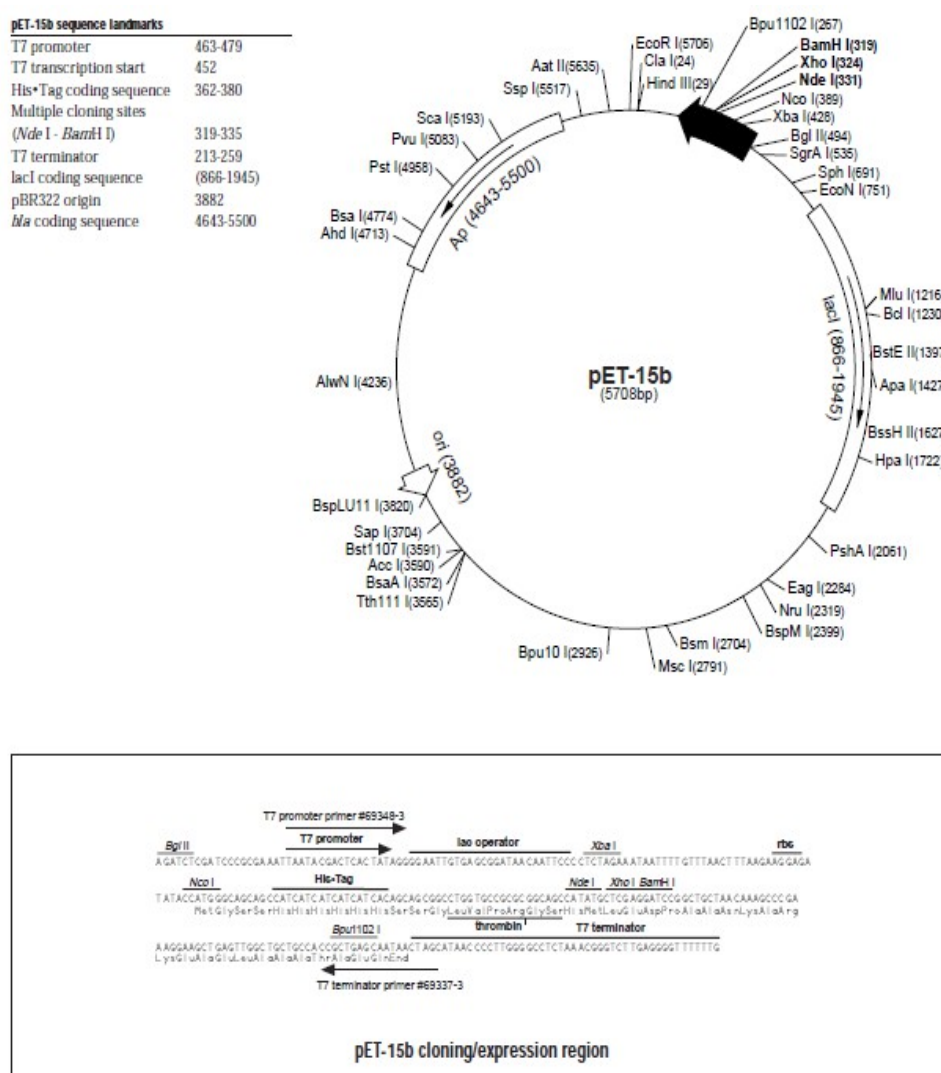 pET-15b sequence landmarks
T7 promoter 463-479
T7 transcription start 452
His•Tag coding sequence 362-380
Multiple cloning sites
(Nde I - BamH I) 319-335
T7 terminator 213-259
lacI coding sequence (866-1945)
pBR322 origin 3882
bla coding sequence 4643-5500
Bpu1102 I(267)
BamH I(319)
Xho I(324)
Nde I(331)
Nco I(389)
Xba I(428)
Bgl II(494)
SgrA I(535)
Sph I(691)
EcoN I(751)
EcoR I(5706)
Cla I(24)
Hind III(29)
Aat II(5635)
Ssp I(5517)
Sca I(5193)
Pvu I(5083)
Pst I(4958)
Bsa I(4774)
Ahd I(4713)
Ap (4643-5500)
lacI (866-1945)
Mlu I(1216
Bcl I(1230
BstE II(1397
Apa I(1427
BssH II(1627
Hpa I(1722)
pET-15b
(5708bp)
AlwN I(4236)
ori (3882)
BspLU11 I(3820)
Sap I(3704)
Bst1107 I(3591)
Acc I(3590)
BsaA I(3572)
Tth111 I(3565)
PshA I(2061)
Eag I(2284)
Nru I(2319)
BspM I(2399)
Bsm I(2704)
Msc I(2791)
Bpu10 I(2926)
T7 promoter primer #69348-3
Bgl II T7 promoter lac operator Xba I rbs
AGATCTCGATCCCGCGAAATTAATACGACTCACTATAGGGGAATTGTGAGCGGATAACAATTCCCCTCTAGAAATAATTTTGTTTAACTTTAAGAAGGAGA
Nco I His•Tag Nde I Xho I BamH I
TATACCATGGGCAGCAGCCATCATCATCATCATCACAGCAGCGGCCTGGTGCCGCGCGGCAGCCATATGCTCGAGGATCCGGCTGCTAACAAAGCCCGA
MetGlySerSerHisHisHisHisHisHisSerSerGlyLeuValProArgGlySerHisMetLeuGluAspProAlaAlaAsnLysAlaArg
thrombin
Bpu1102 I T7 terminator
AAGGAAGCTGAGTTGGCTGCTGCCACCGCTGAGCAATAACTAGCATAACCCCTTGGGGCCTCTAAACGGGTCTTGAGGGGTTTTTTG
LysGluAlaGluLeuAlaAlaAlaThrAlaGluGlnEnd
T7 terminator primer #69337-3
pET-15b cloning/expression region